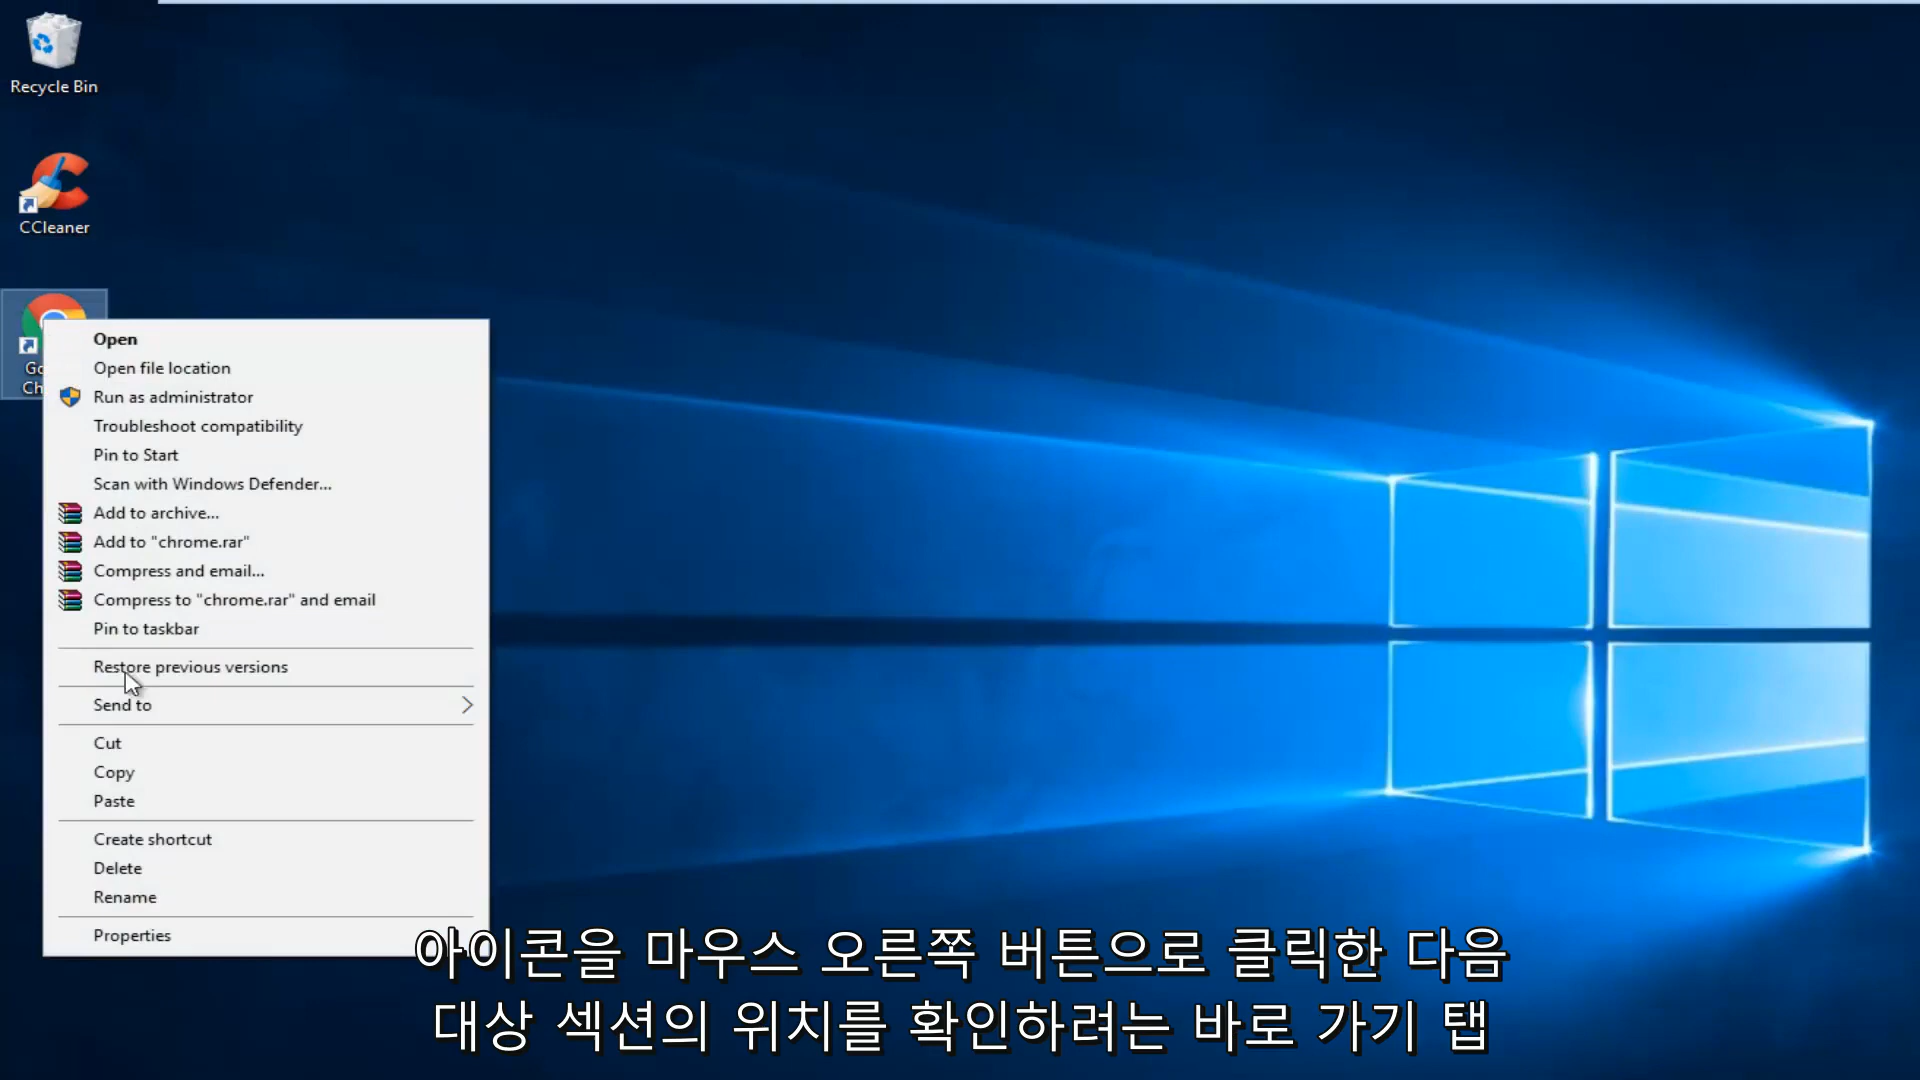 Recycle Bin
CCleaner
Open
Open file location
Run as administrator
Troubleshoot compatibility
Pin to Start
Scan with Windows Defender...
Add to archive...
Add to "chrome.rar"
Compress and email...
Compress to "chrome.rar" and email
Pin to taskbar
Restore previous versions
Send to
Cut
Copy
Paste
Create shortcut
Delete
Rename
Properties
아이콘을 마우스 오른쪽 버튼으로 클릭한 다음
대상 섹션의 위치를 확인하려는 바로 가기 탭